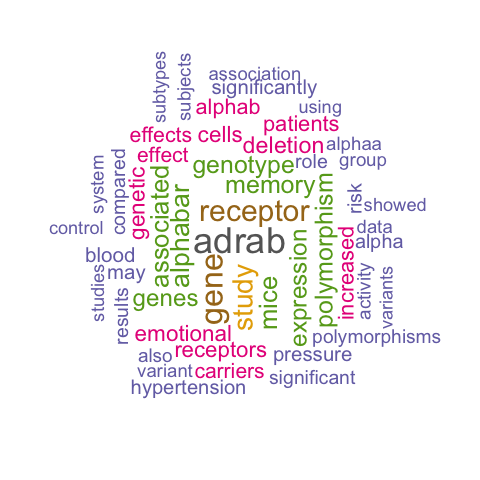 subtypes
subjects
association
significantly
alphab
using
patients
effects
cells
deletion
alphaa
effect
genotype
role
group
system
compared
genetic
associated
alphabar
memory
polymorphism
risk
showed
control
receptor
adrab
data
alpha
blood
may
gene
study
mice
expression
increased
activity
variants
studies
results
genes
emotional
receptors
pressure
polymorphisms
also
variant
carriers
significant
hypertension